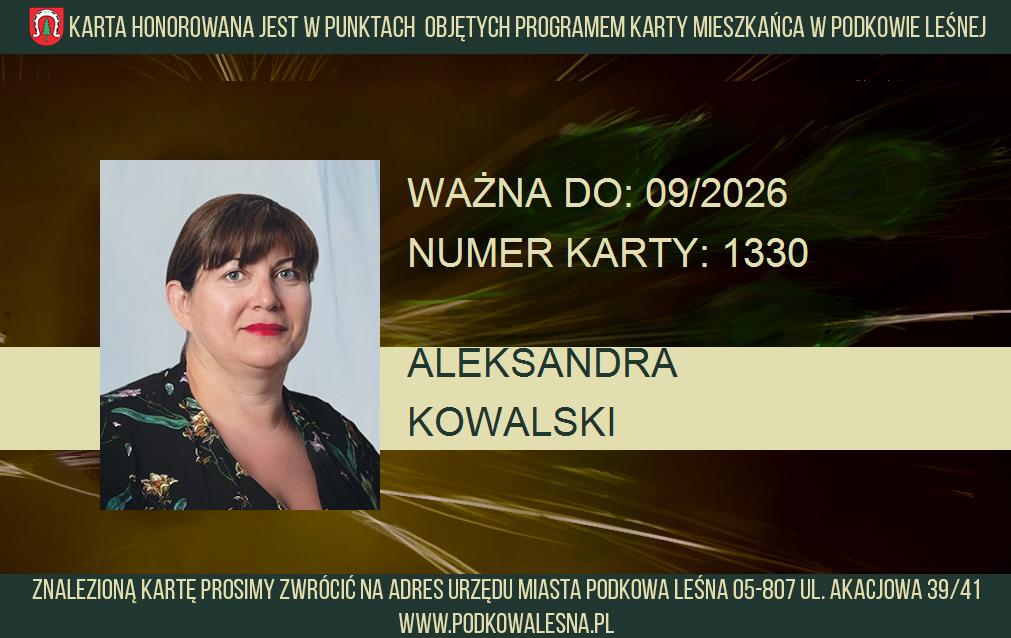 KARTA HONOROWANA JEST W PUNKTACH OBJĘTYCH PROGRAMEM KARTY MIESZKAŃCA W PODKOWIE LEŚNEJ
WAŻNA DO: 09/2026
NUMER KARTY: 1330
ALEKSANDRA
KOWALSKI
ZNALEZIONĄ KARTĘ PROSIMY ZWRÓCIĆ NA ADRES URZĘDU MIASTA PODKOWA LEŚNA 05-807 UL. AKACJOWA 39/41
WWW.PODKOWALESNA.PL